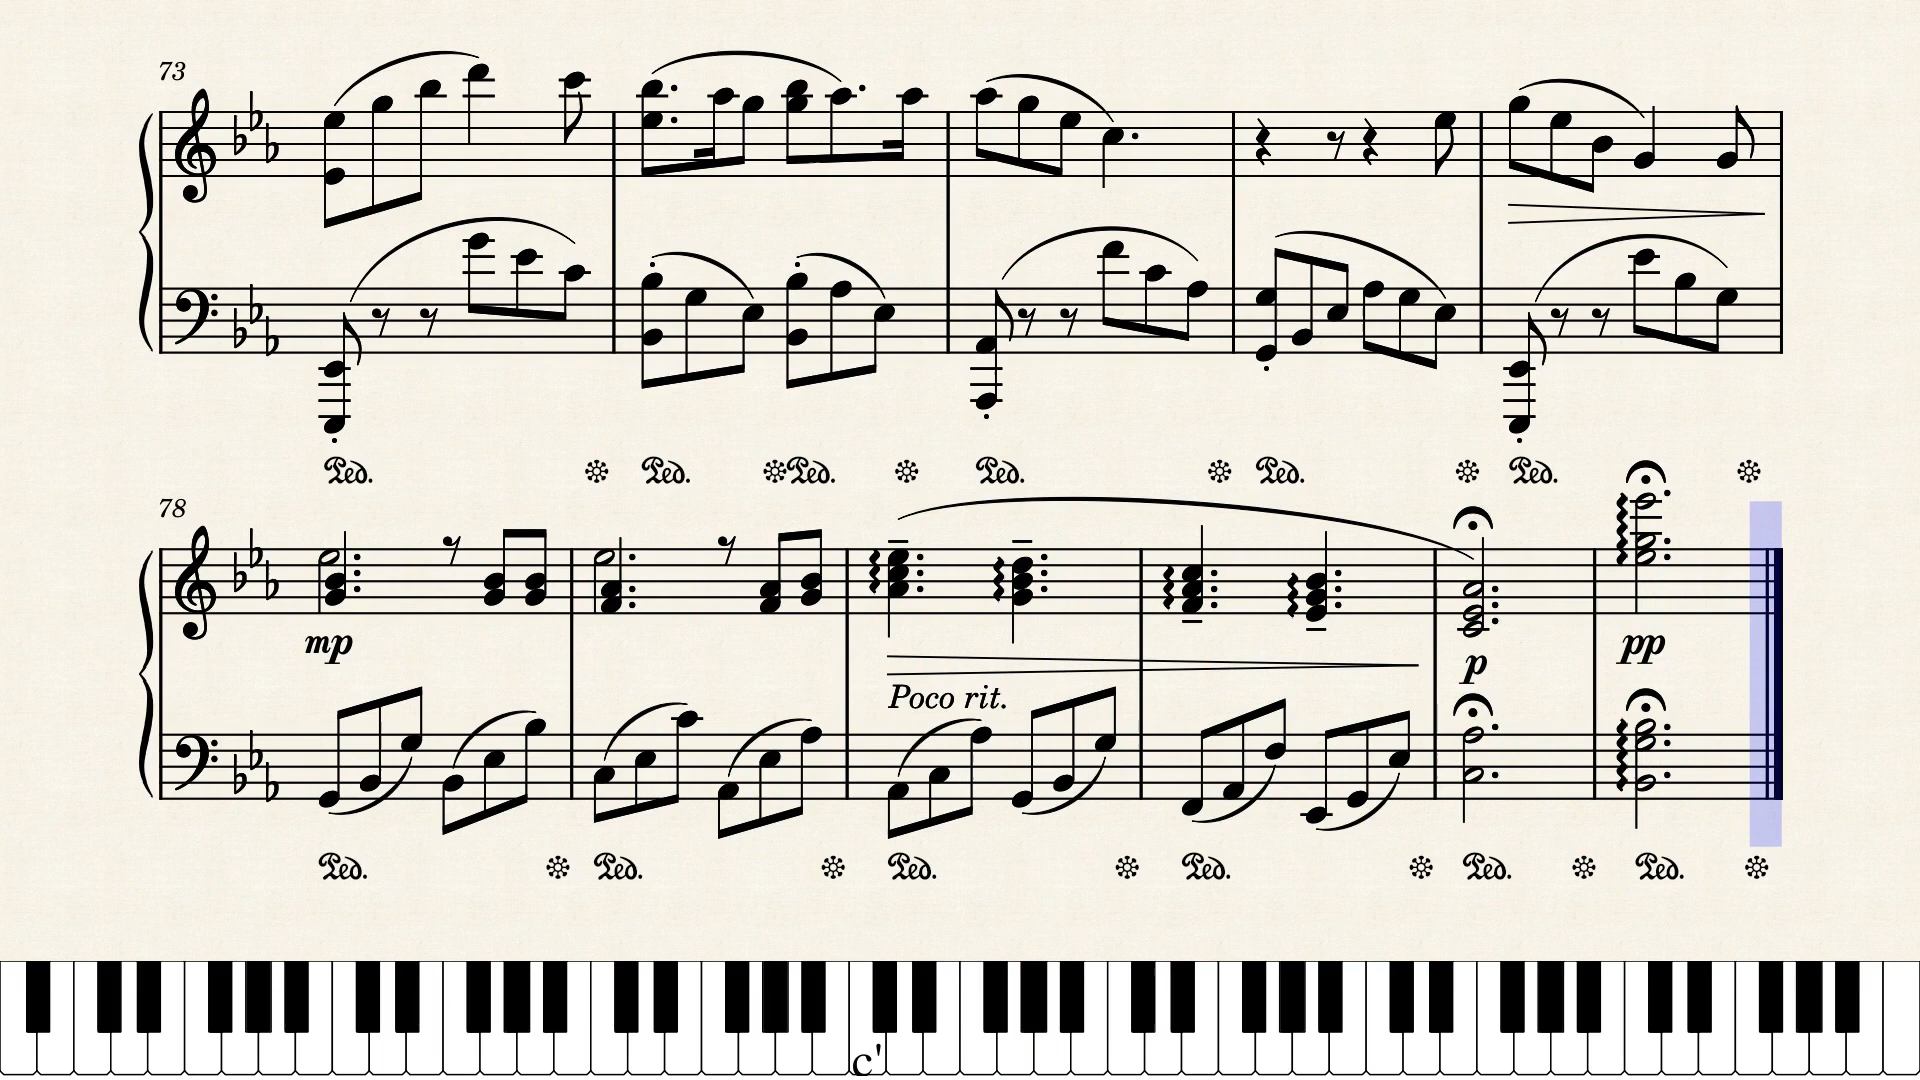 73
Ped. Ped. Ped. Ped. Ped. Ped.
78
mp p pp
Poco rit.
Ped. Ped. Ped. Ped. Ped. Ped.
c'